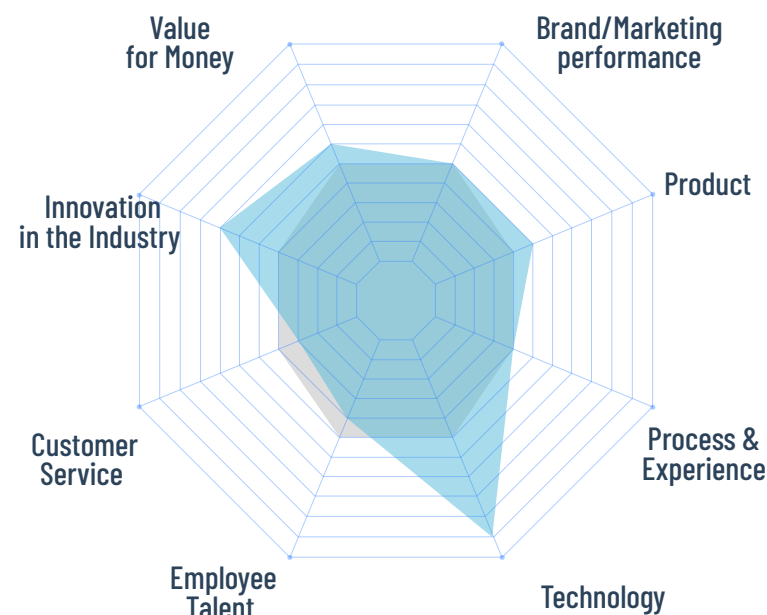 Value
for Money
Brand/Marketing
performance
Product
Innovation
in the Industry
Customer
Service
Process &
Experience
Employee
Talent
Technology